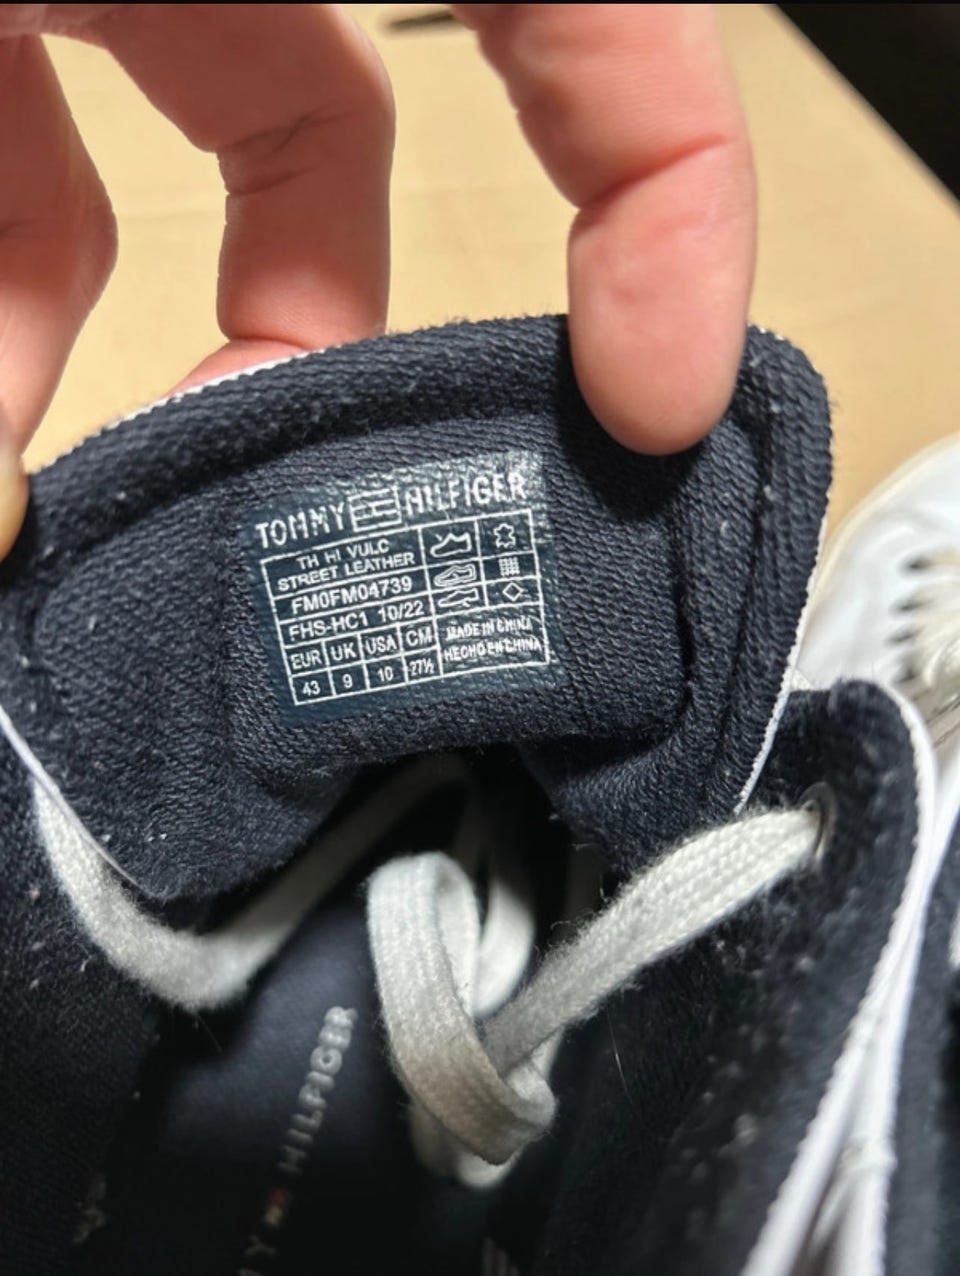 TOMMY HILFIGER
TH HI VULC
STREET LEATHER
FM0FM04739
FHS-HC1 10/22
EUR UK USA CM
43 9 10 27½
MADE IN CHINA
HECHO EN CHINA
HILFIGER